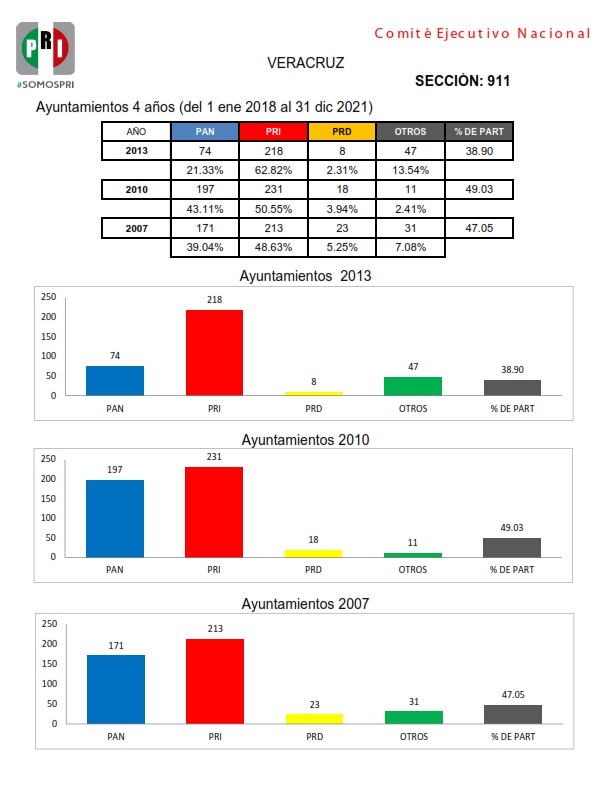 Comité Ejecutivo Nacional
PRI
#SOMOSPRI
VERACRUZ
SECCIÓN: 911
Ayuntamientos 4 años (del 1 ene 2018 al 31 dic 2021)
AÑO PAN PRI PRD OTROS % DE PART
2013 74 218 8 47 38.90
21.33% 62.82% 2.31% 13.54%
2010 197 231 18 11 49.03
43.11% 50.55% 3.94% 2.41%
2007 171 213 23 31 47.05
39.04% 48.63% 5.25% 7.08%
Ayuntamientos 2013
250
200
150
100
50
0
74 218 8 47 38.90
PAN PRI PRD OTROS % DE PART
Ayuntamientos 2010
250
200
150
100
50
0
197 231 18 11 49.03
PAN PRI PRD OTROS % DE PART
Ayuntamientos 2007
250
200
150
100
50
0
171 213 23 31 47.05
PAN PRI PRD OTROS % DE PART